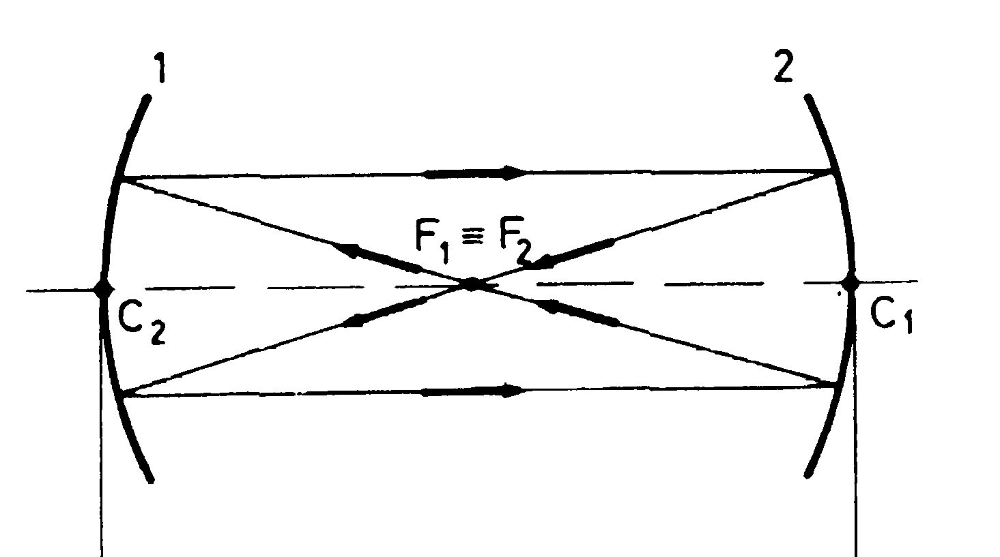 1 2
F₁ ≡ F₂
C₂ C₁